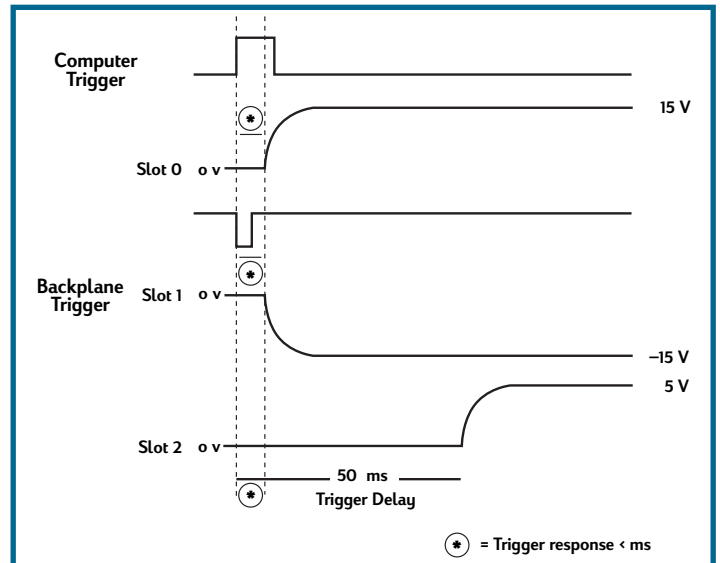 Computer
Trigger
*
15 V
Slot 0 o v
*
Backplane
Trigger
Slot 1 o v
–15 V
5 V
Slot 2 o v
50 ms
Trigger Delay
*
* = Trigger response < ms